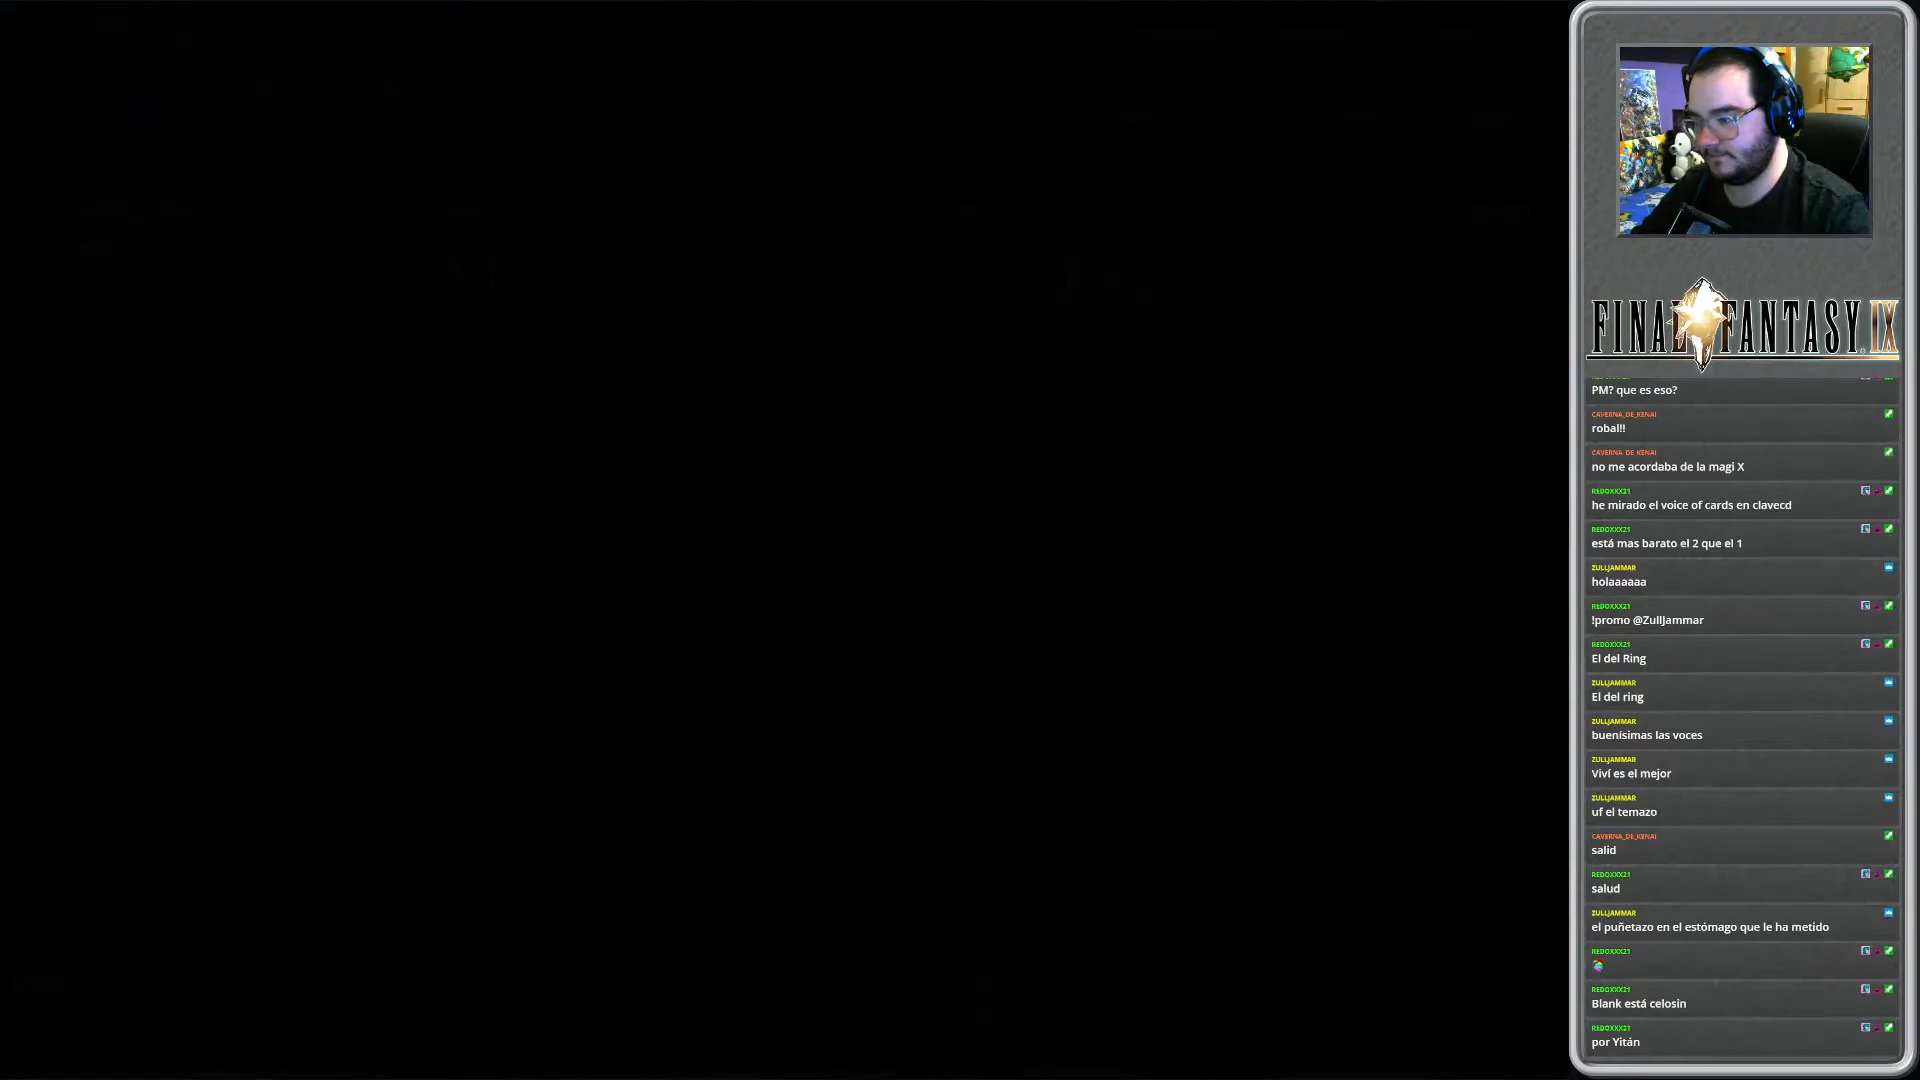 FINAL FANTASY IX
PM? que es eso?
CAVERNA_DE_KENAI
robal!!
CAVERNA_DE_KENAI
no me acordaba de la magi X
REDOXXX21
he mirado el voice of cards en clavecd
REDOXXX21
está mas barato el 2 que el 1
ZULLJAMMAR
holaaaaaa
REDOXXX21
!promo @ZullJammar
REDOXXX21
El del Ring
ZULLJAMMAR
El del ring
ZULLJAMMAR
buenísimas las voces
ZULLJAMMAR
Viví es el mejor
ZULLJAMMAR
uf el temazo
CAVERNA_DE_KENAI
salid
REDOXXX21
salud
ZULLJAMMAR
el puñetazo en el estómago que le ha metido
REDOXXX21
REDOXXX21
Blank está celosin
REDOXXX21
por Yitán